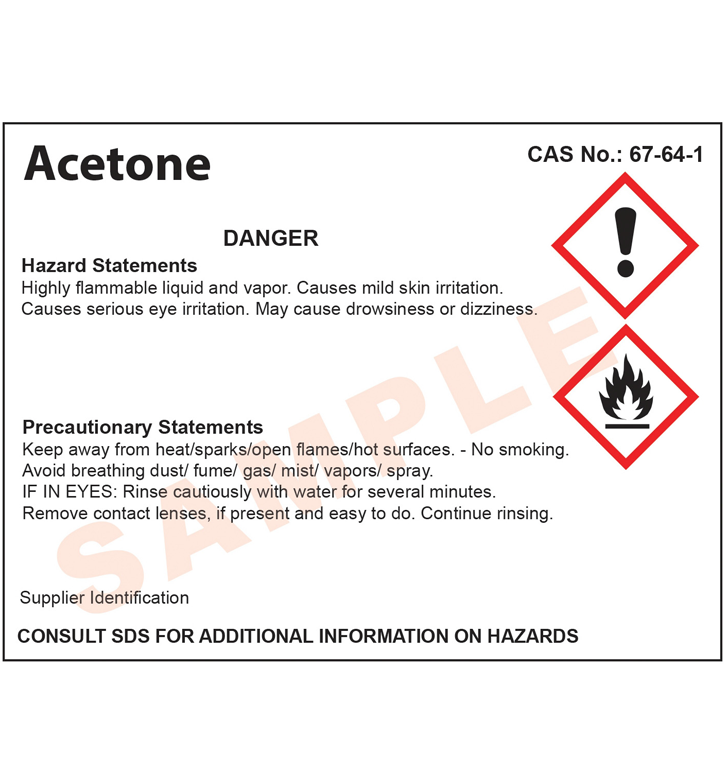 Acetone
CAS No.: 67-64-1
DANGER
Hazard Statements
Highly flammable liquid and vapor. Causes mild skin irritation.
Causes serious eye irritation. May cause drowsiness or dizziness.
Precautionary Statements
Keep away from heat/sparks/open flames/hot surfaces. - No smoking.
Avoid breathing dust/ fume/ gas/ mist/ vapors/ spray.
IF IN EYES: Rinse cautiously with water for several minutes.
Remove contact lenses, if present and easy to do. Continue rinsing.
SAMPLE
Supplier Identification
CONSULT SDS FOR ADDITIONAL INFORMATION ON HAZARDS